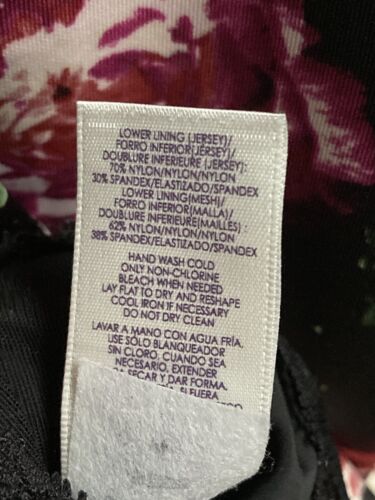 LOWER LINING (JERSEY)/
FORRO INFERIOR(JERSEY)/
DOUBLURE INFERIEURE (JERSEY):
70% NYLON/NYLON/NYLON
30% SPANDEX/ELASTIZADO/SPANDEX
LOWER LINING(MESH)/
FORRO INFERIOR(MALLA)/
DOUBLURE INFERIEURE(MAILLES) :
62% NYLON/NYLON/NYLON
38% SPANDEX/ELASTIZADO/SPANDEX
HAND WASH COLD
ONLY NON-CHLORINE
BLEACH WHEN NEEDED
LAY FLAT TO DRY AND RESHAPE
COOL IRON IF NECESSARY
DO NOT DRY CLEAN
LAVAR A MANO CON AGUA FRÍA.
USE SÓLO BLANQUEADOR
SIN CLORO, CUANDO SEA
NECESARIO. EXTENDER
SECAR Y DAR FORMA.